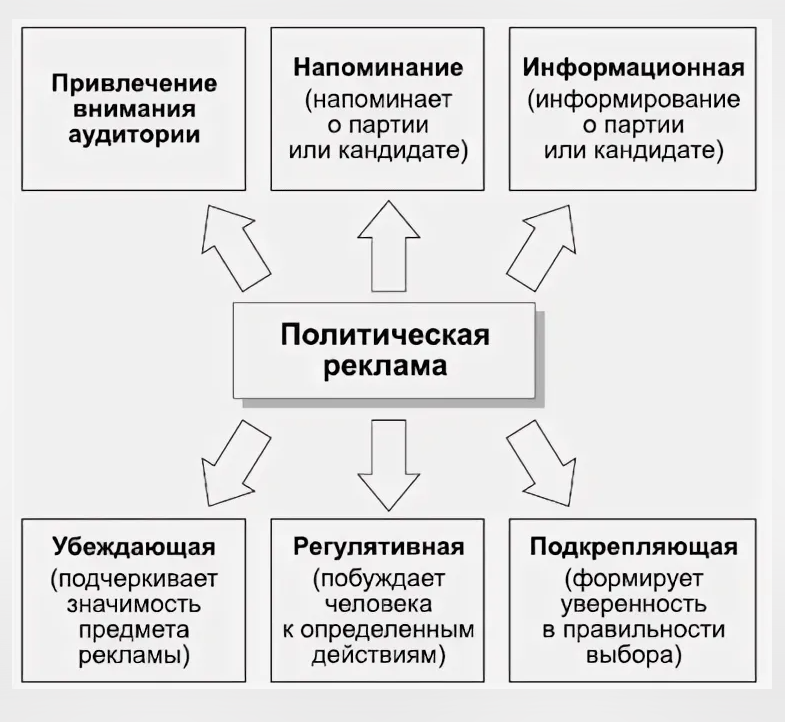 Привлечение
внимания
аудитории
Напоминание
(напоминает
о партии
или кандидате)
Информационная
(информирование
о партии
или кандидате)
Политическая
реклама
Убеждающая
(подчеркивает
значимость
предмета
рекламы)
Регулятивная
(побуждает
человека
к определенным
действиям)
Подкрепляющая
(формирует
уверенность
в правильности
выбора)